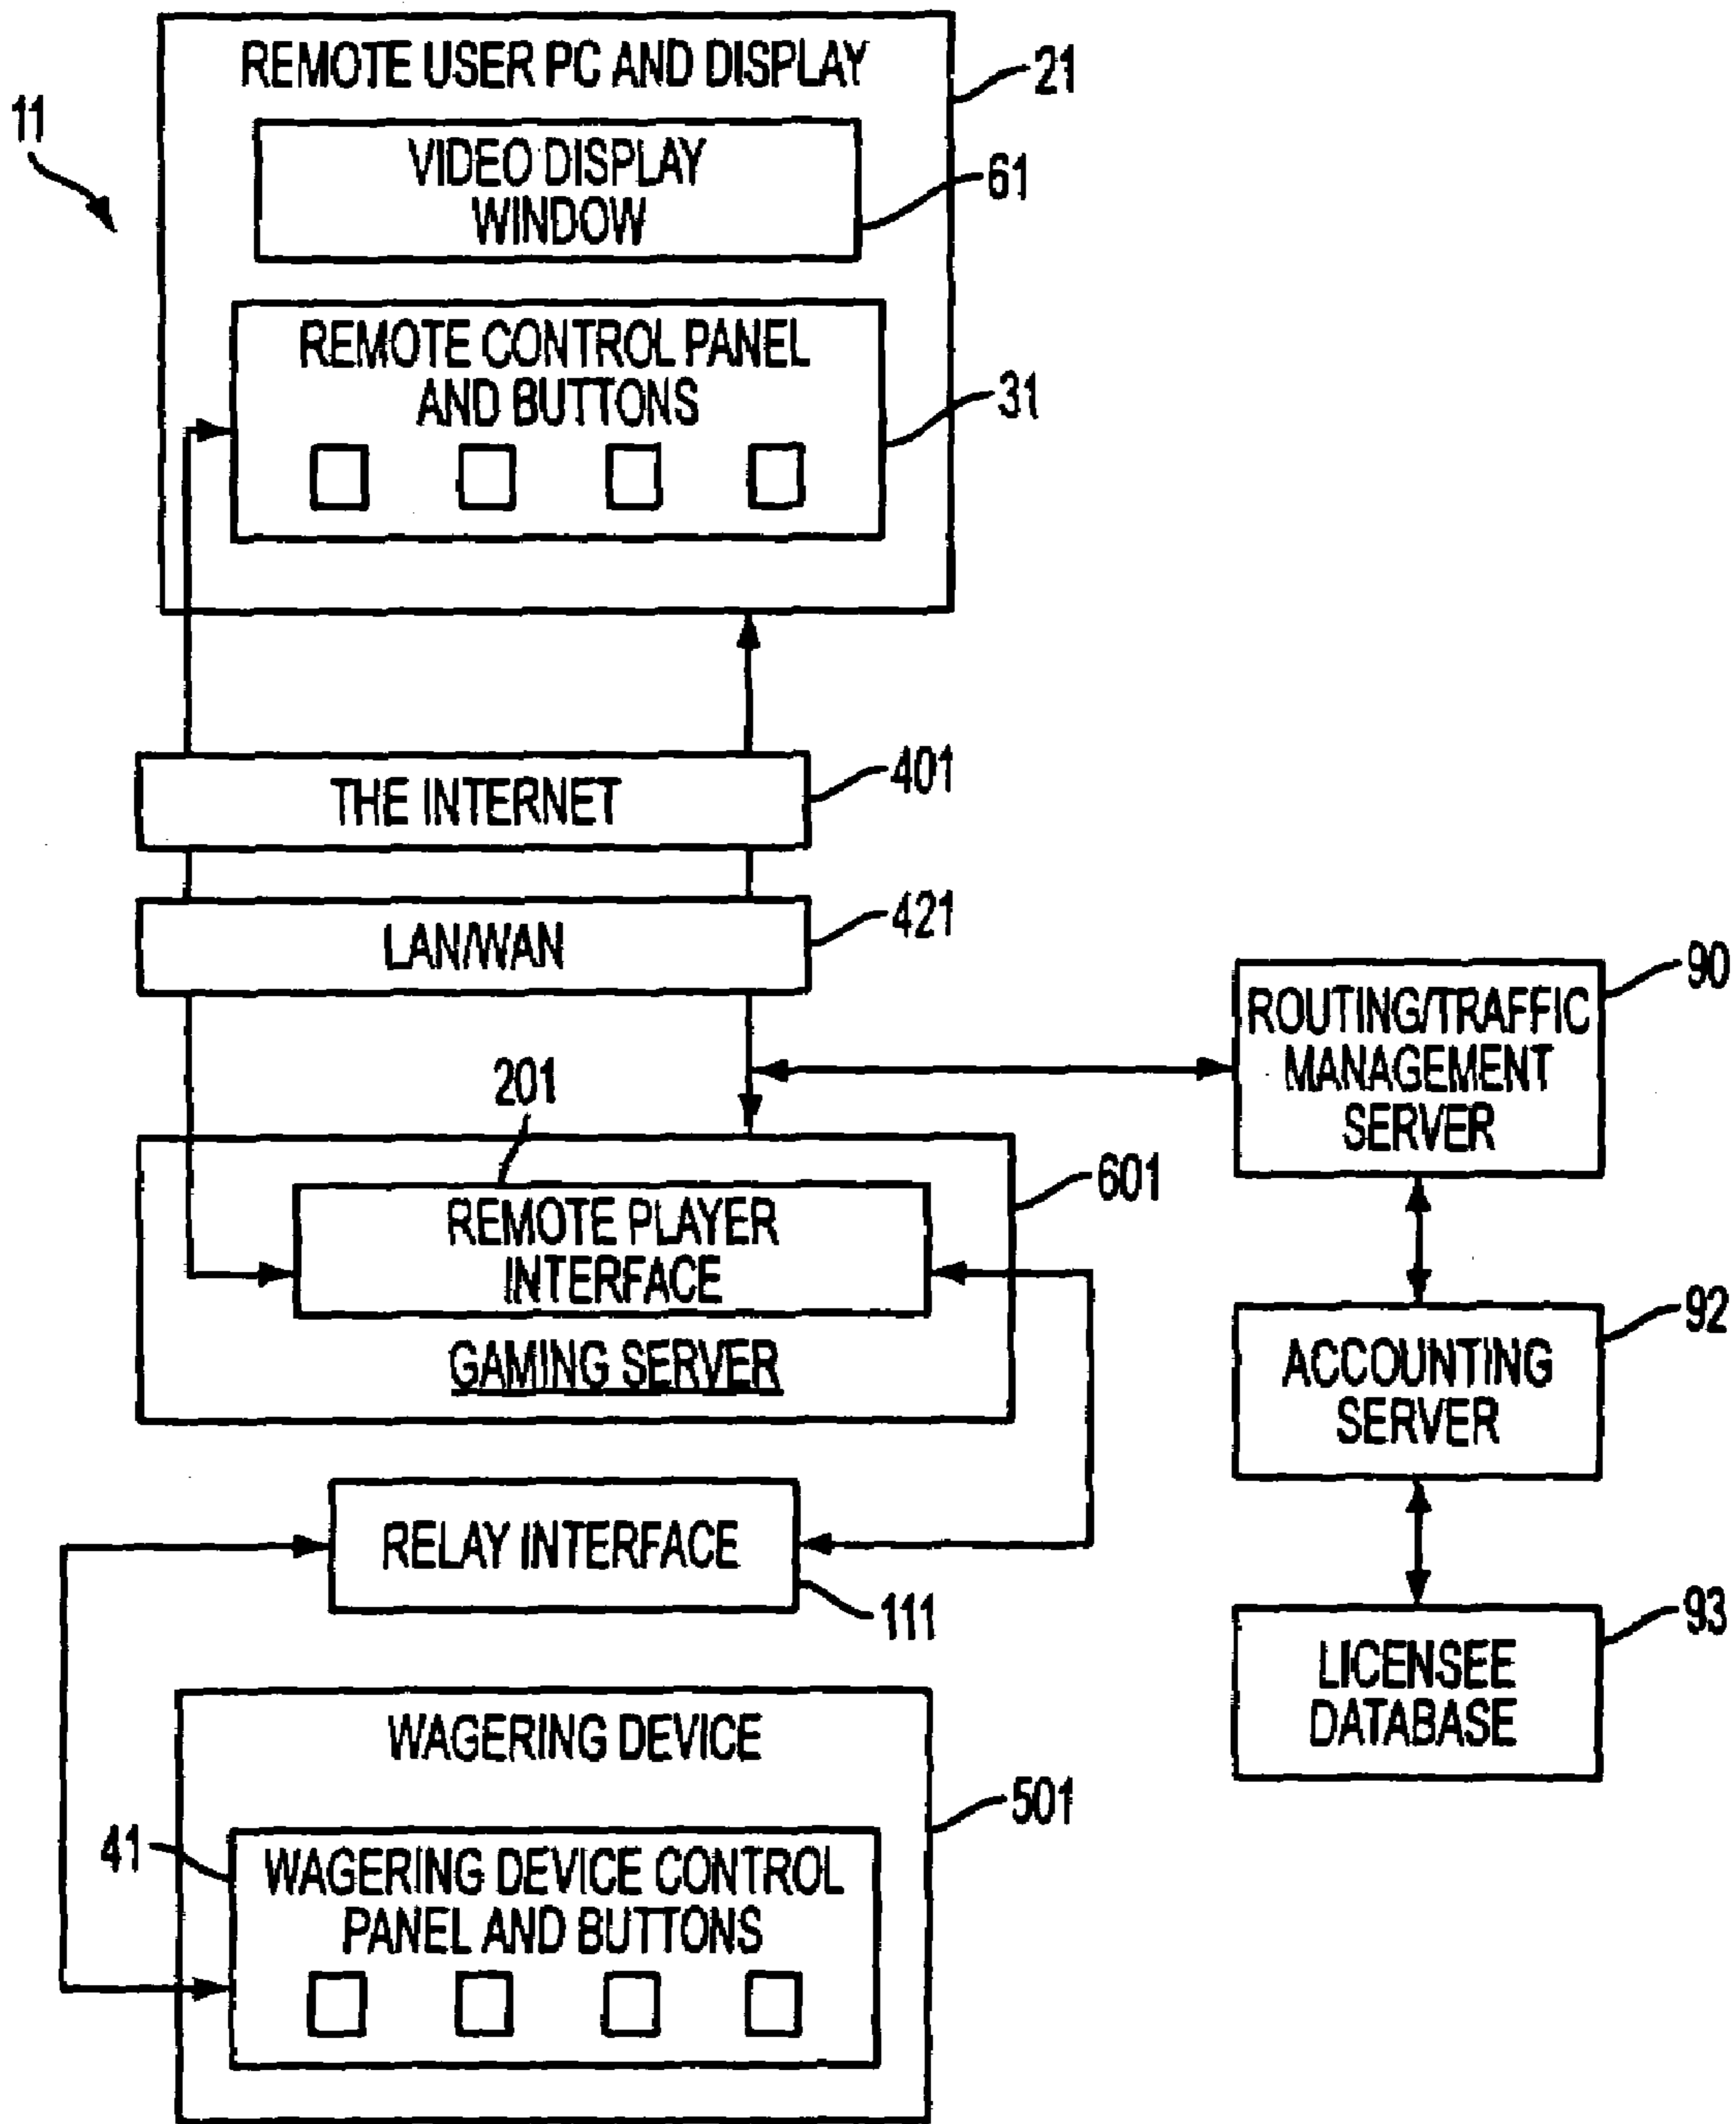 REMOTE USER PC AND DISPLAY
21
11
VIDEO DISPLAY
WINDOW
61
REMOTE CONTROL PANEL
AND BUTTONS
31
THE INTERNET
401
LAN/WAN
421
90
ROUTING/TRAFFIC
MANAGEMENT
SERVER
201
REMOTE PLAYER
INTERFACE
601
GAMING SERVER
92
ACCOUNTING
SERVER
RELAY INTERFACE
111
93
LICENSEE
DATABASE
WAGERING DEVICE
501
41
WAGERING DEVICE CONTROL
PANEL AND BUTTONS